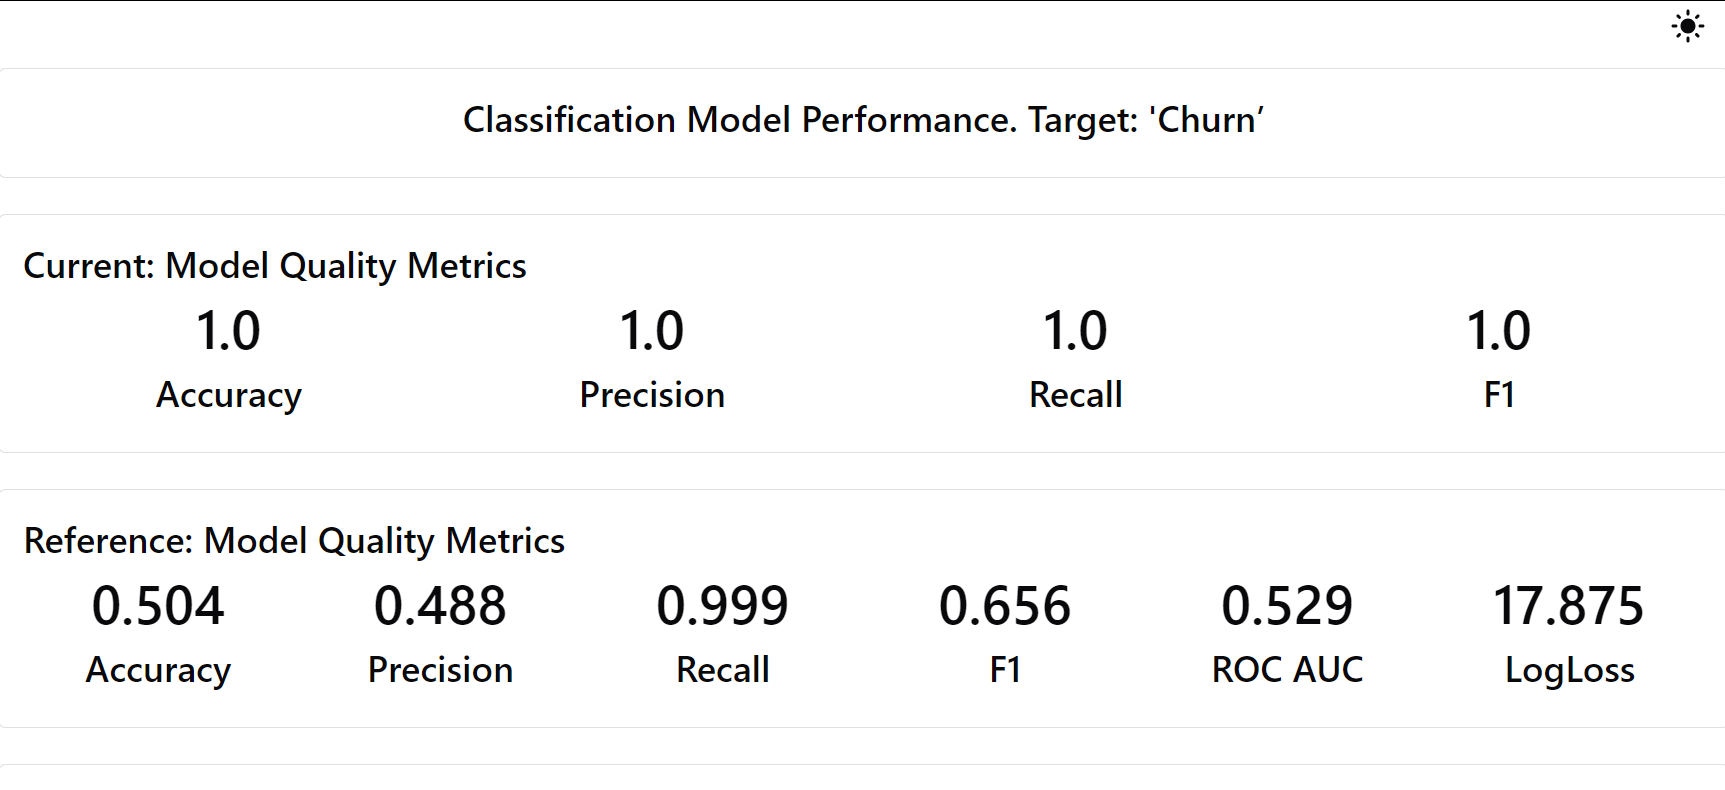 Classification Model Performance. Target: 'Churn’
Current: Model Quality Metrics
1.0 1.0 1.0 1.0
Accuracy Precision Recall F1
Reference: Model Quality Metrics
0.504 0.488 0.999 0.656 0.529 17.875
Accuracy Precision Recall F1 ROC AUC LogLoss